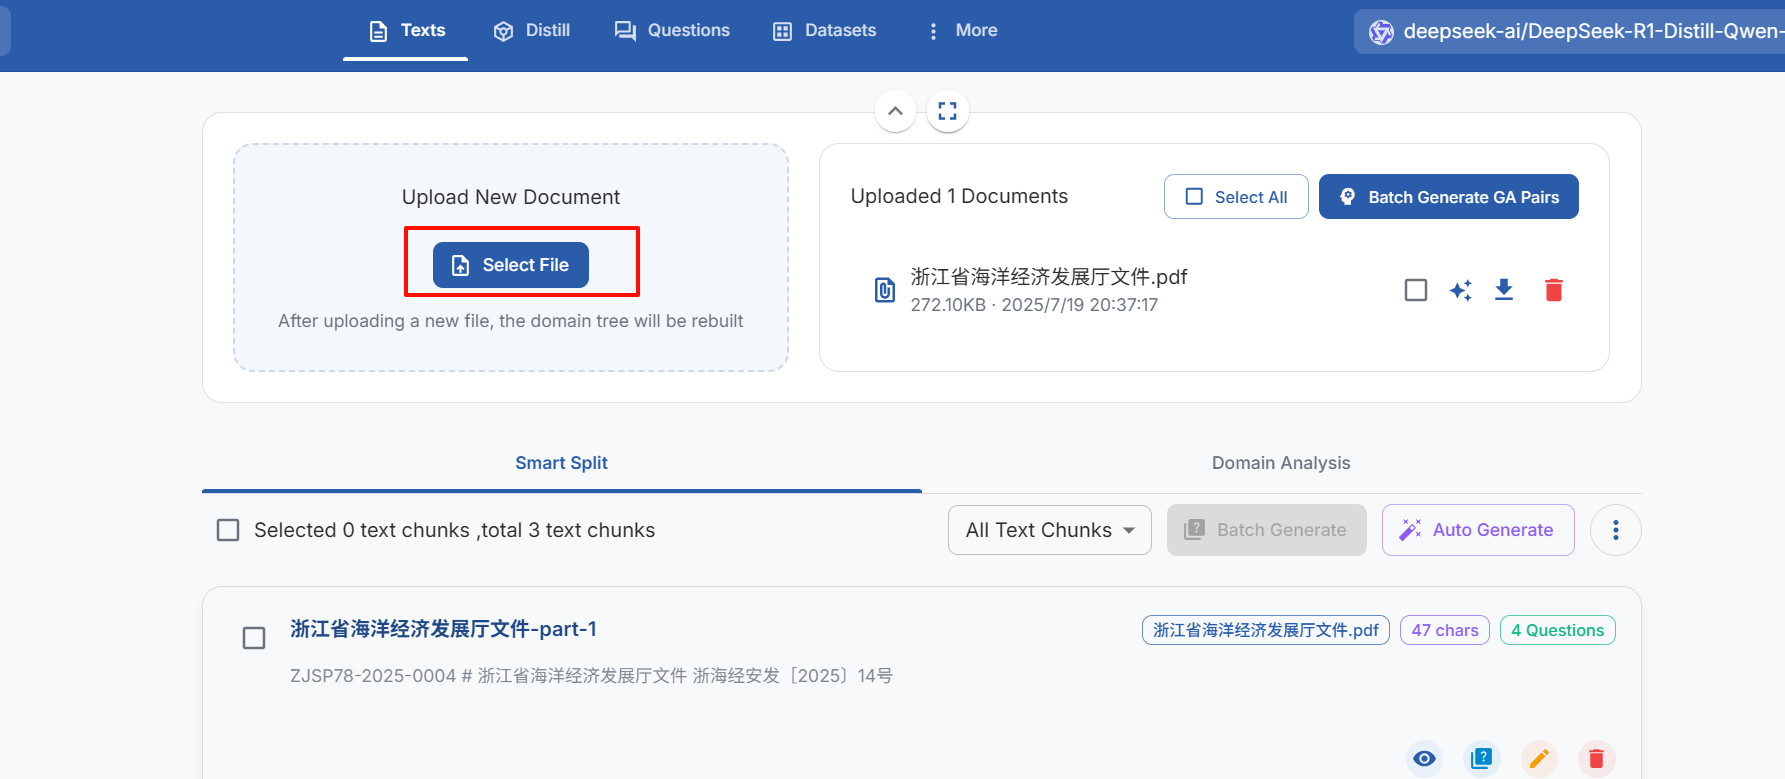 Texts
Distill
Questions
Datasets
More
deepseek-ai/DeepSeek-R1-Distill-Qwen-
Upload New Document
Select File
After uploading a new file, the domain tree will be rebuilt
Uploaded 1 Documents
Select All
Batch Generate GA Pairs
浙江省海洋经济发展厅文件.pdf
272.10KB · 2025/7/19 20:37:17
Smart Split
Domain Analysis
Selected 0 text chunks ,total 3 text chunks
All Text Chunks
Batch Generate
Auto Generate
浙江省海洋经济发展厅文件-part-1
浙江省海洋经济发展厅文件.pdf
47 chars
4 Questions
ZJSP78-2025-0004 # 浙江省海洋经济发展厅文件 浙海经安发〔2025〕14号